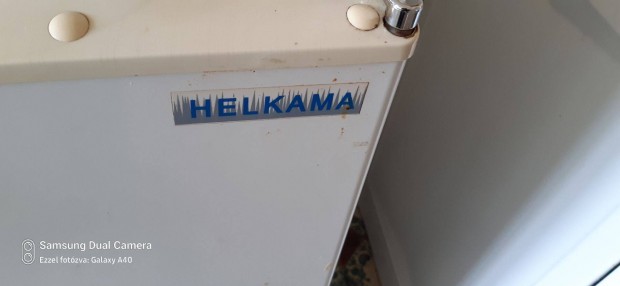 HELKAMA
Samsung Dual Camera
Ezzel fotózva: Galaxy A40